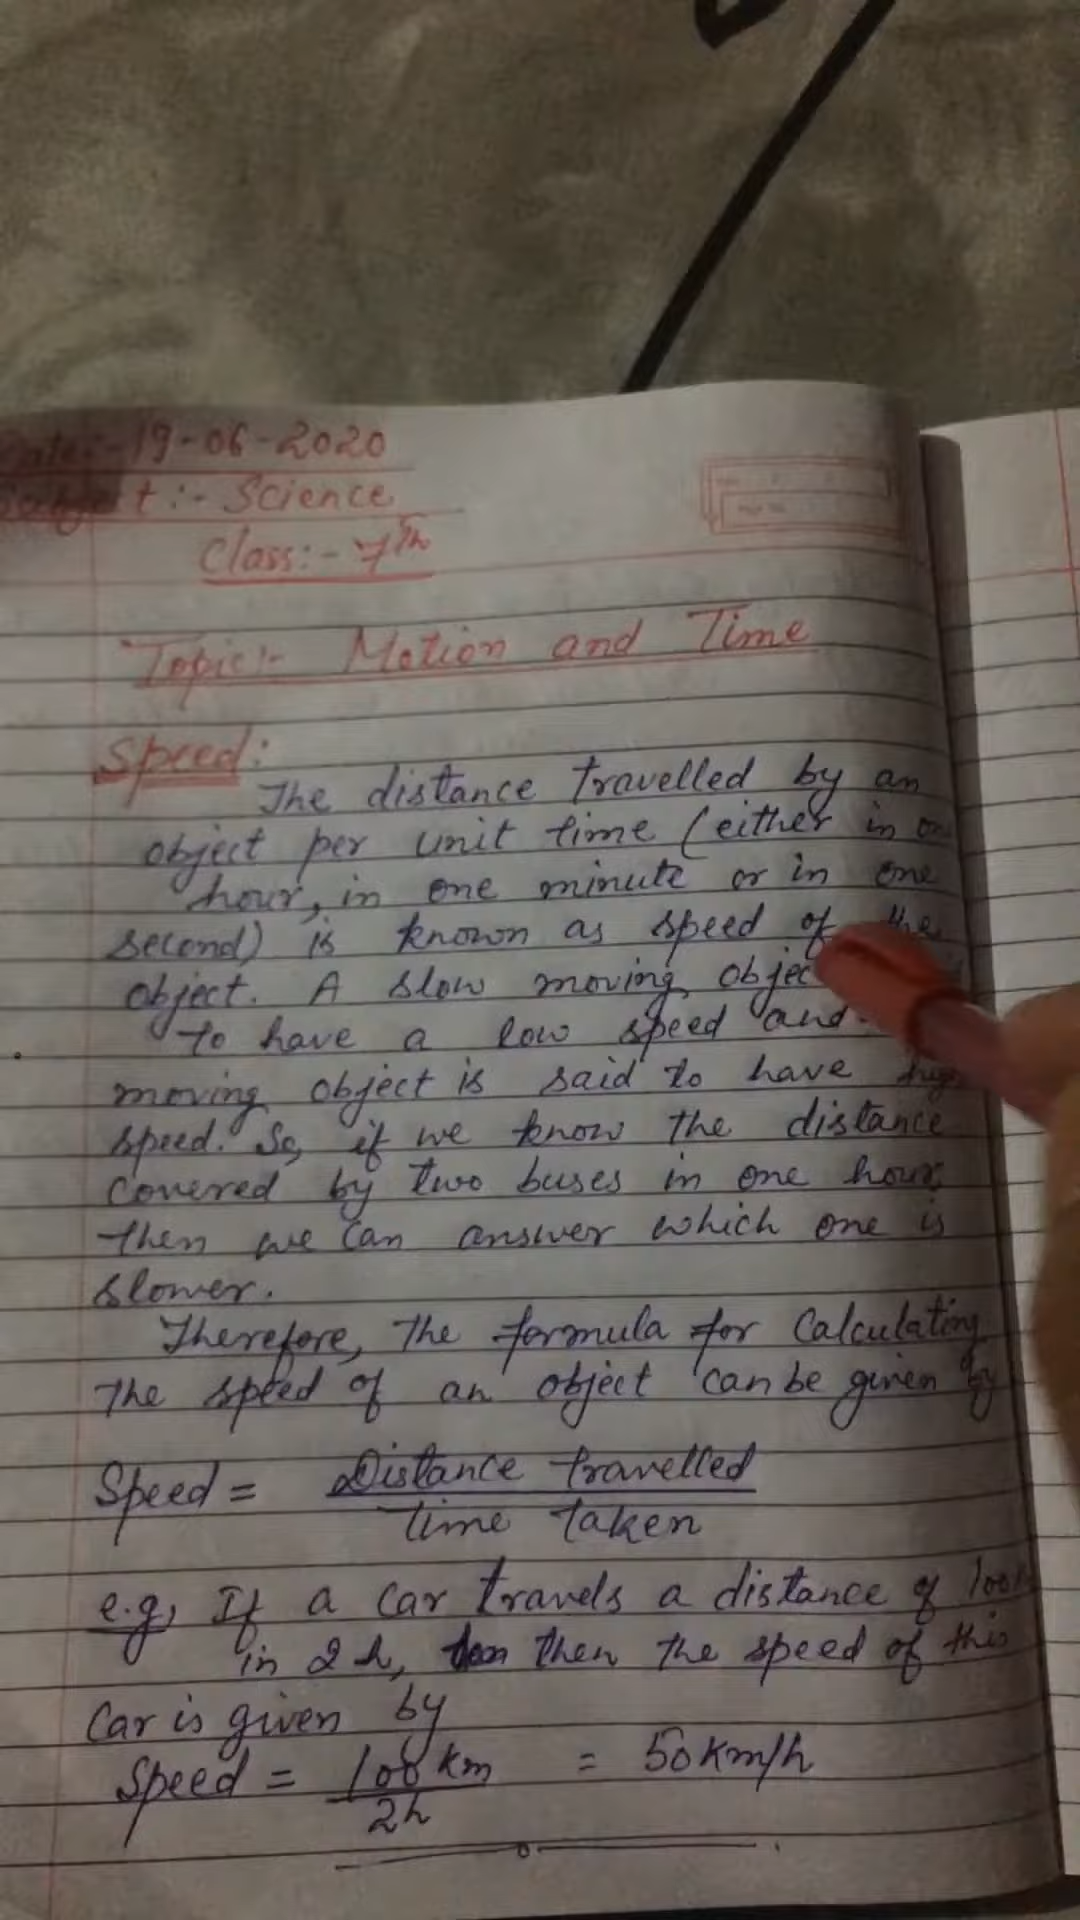 Date:-19-06-2020
Subject:- Science
Class:- 7th
Topic:- Motion and Time
Speed:
The distance travelled by an
object per unit time (either in
hour, in one minute or in one
second) is known as speed of the
object. A slow moving
to have a low speed and
moving object is said to have
speed. So, if we know the distance
covered by two buses in one hour,
then we can answer which one is
slower.
Therefore, the formula for Calculating
the speed of an object can be given by
Speed = Distance travelled
Time taken
e.g, If a car travels a distance of
in 2h, then the speed of this
Car is given by
Speed = 100 km = 50 km/h
2h